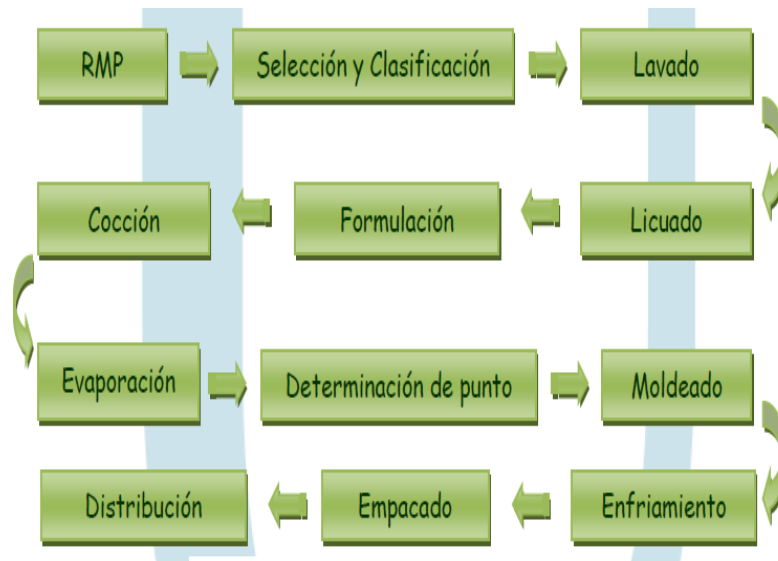 RMP
Selección y Clasificación
Lavado
Licuado
Formulación
Cocción
Evaporación
Determinación de punto
Moldeado
Enfriamiento
Empacado
Distribución